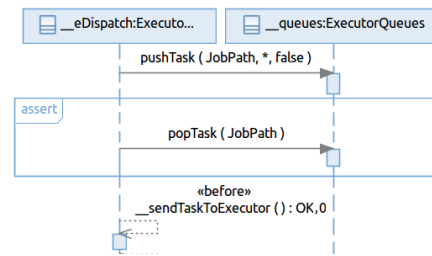 __eDispatch:Executo...
__queues:ExecutorQueues
pushTask ( JobPath, *, false )
assert
popTask ( JobPath )
«before»
__sendTaskToExecutor ( ) : OK,0